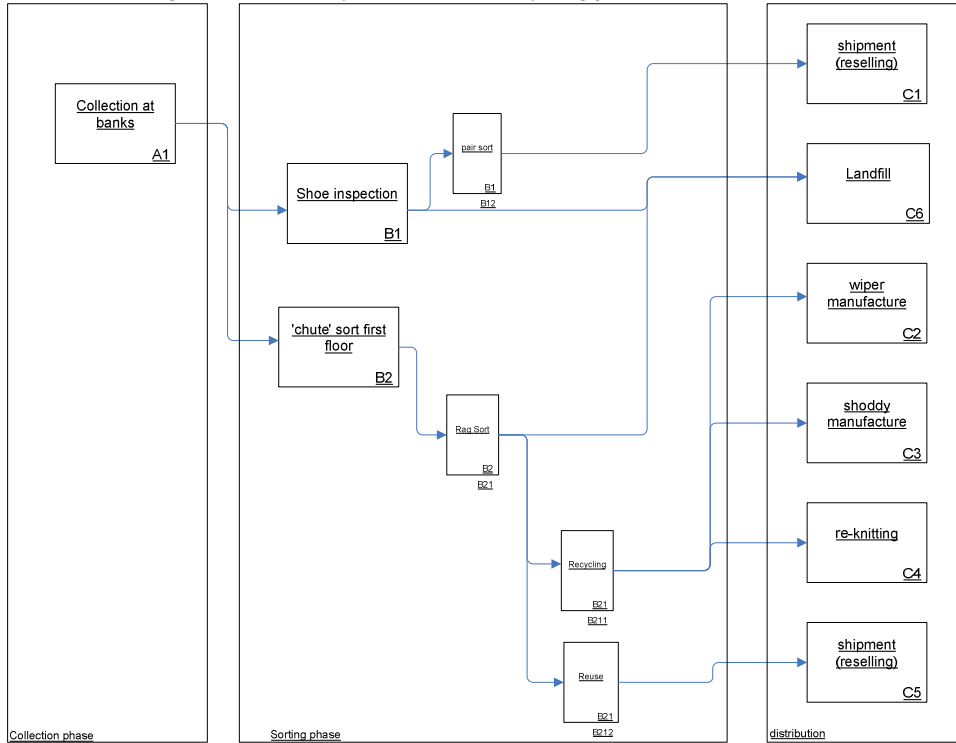 Collection at
banks
A1
Collection phase
Shoe inspection
B1
pair sort
B1
B12
'chute' sort first
floor
B2
Rag Sort
B2
B21
Recycling
B21
B211
Reuse
B21
B212
Sorting phase
shipment
(reselling)
C1
Landfill
C6
wiper
manufacture
C2
shoddy
manufacture
C3
re-knitting
C4
shipment
(reselling)
C5
distribution